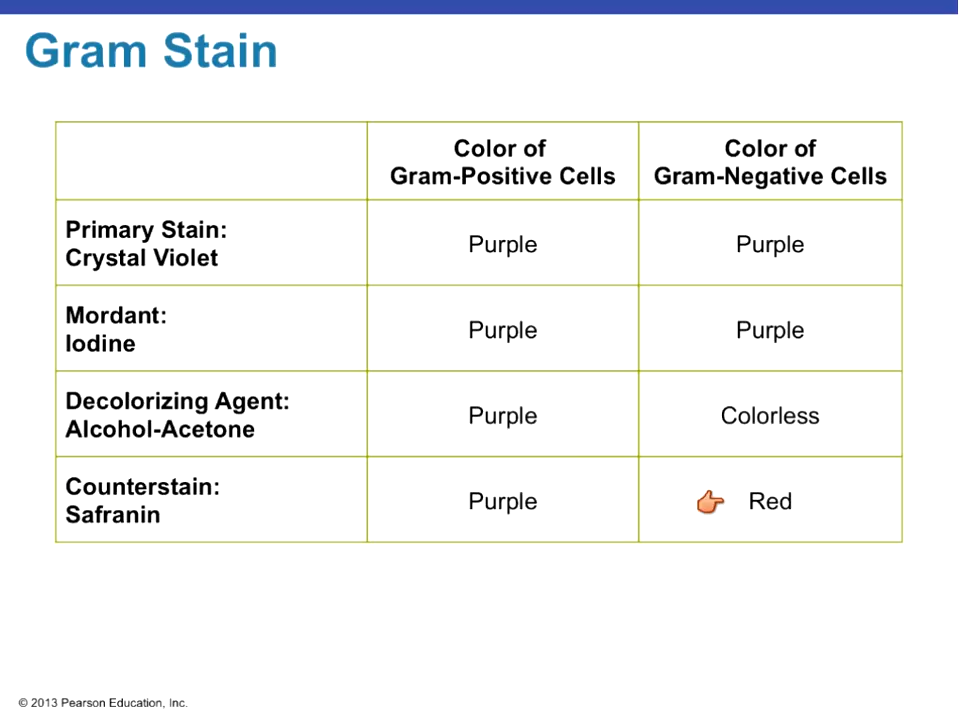 Gram Stain
Color of
Gram-Positive Cells
Color of
Gram-Negative Cells
Primary Stain:
Crystal Violet
Purple
Purple
Mordant:
Iodine
Purple
Purple
Decolorizing Agent:
Alcohol-Acetone
Purple
Colorless
Counterstain:
Safranin
Purple
Red
© 2013 Pearson Education, Inc.